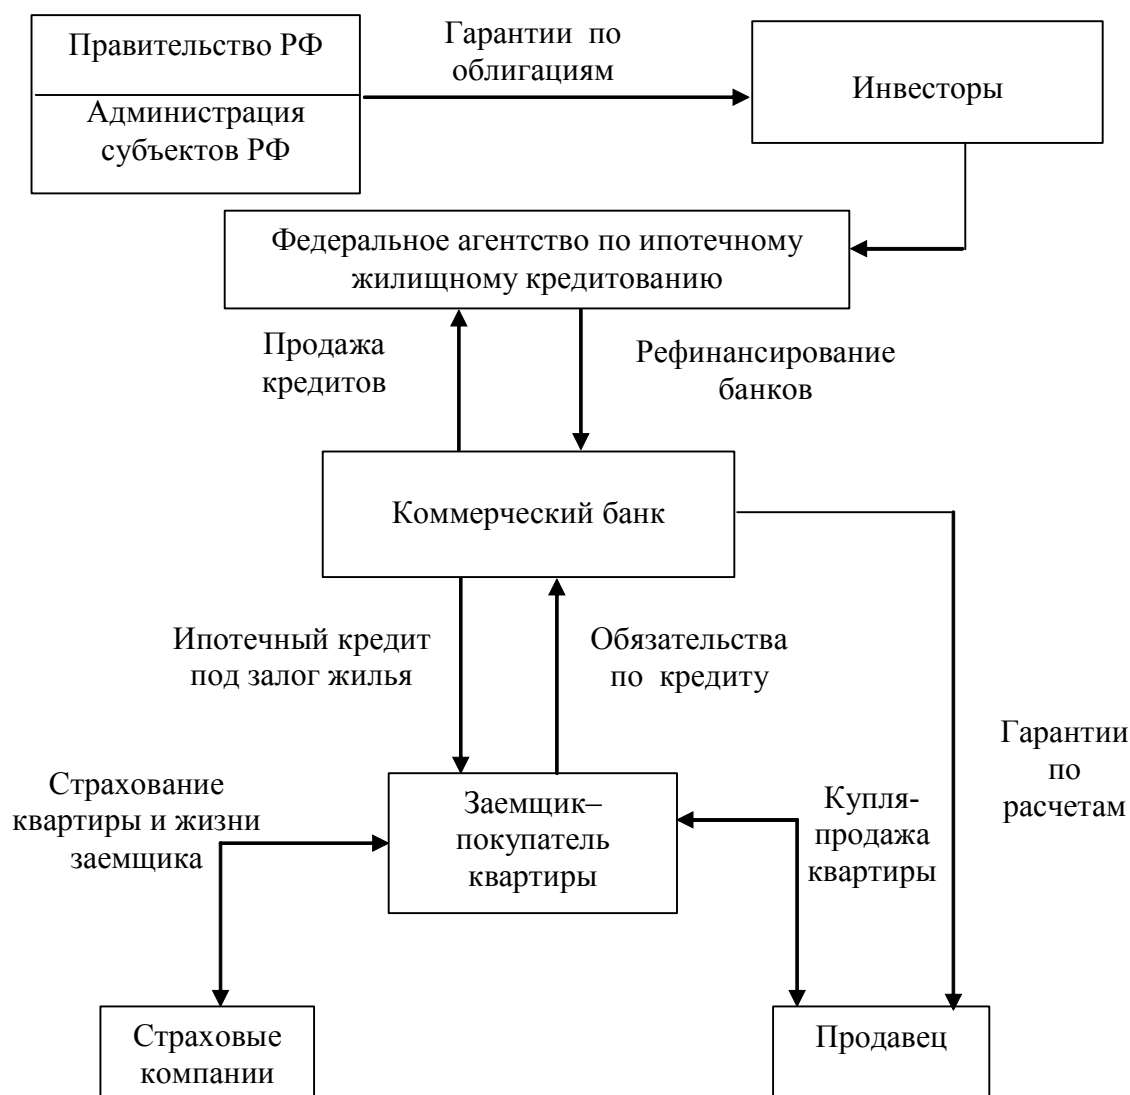 Правительство РФ
Администрация
субъектов РФ
Гарантии по
облигациям
Инвесторы
Федеральное агентство по ипотечному
жилищному кредитованию
Продажа
кредитов
Рефинансирование
банков
Коммерческий банк
Ипотечный кредит
под залог жилья
Обязательства
по кредиту
Гарантии
по
расчетам
Страхование
квартиры и жизни
заемщика
Заемщик–
покупатель
квартиры
Купля-
продажа
квартиры
Страховые
компании
Продавец